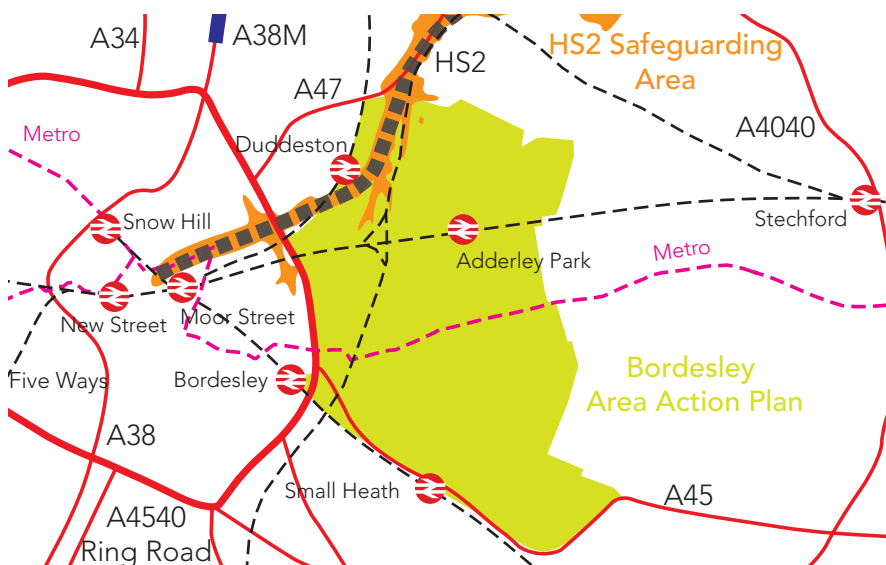 A34
A38M
HS2
HS2 Safeguarding
Area
A47
Metro
Duddeston
A4040
Snow Hill
Stechford
Adderley Park
Metro
New Street
Moor Street
Five Ways
Bordesley
Bordesley
Area Action Plan
A38
Small Heath
A45
A4540
Ring Road